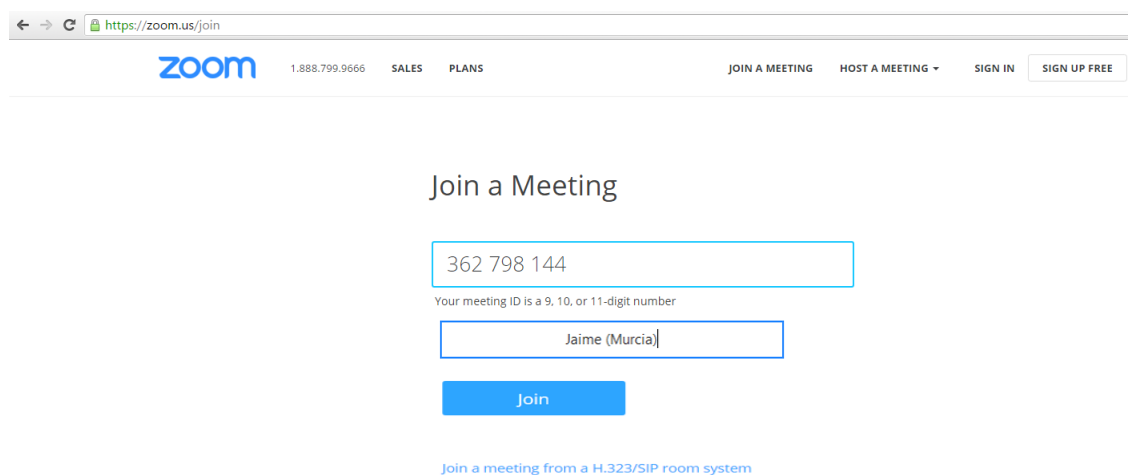 https://zoom.us/join
zoom 1.888.799.9666 SALES PLANS JOIN A MEETING HOST A MEETING SIGN IN SIGN UP FREE
Join a Meeting
362 798 144
Your meeting ID is a 9, 10, or 11-digit number
Jaime (Murcia)
Join
Join a meeting from a H.323/SIP room system